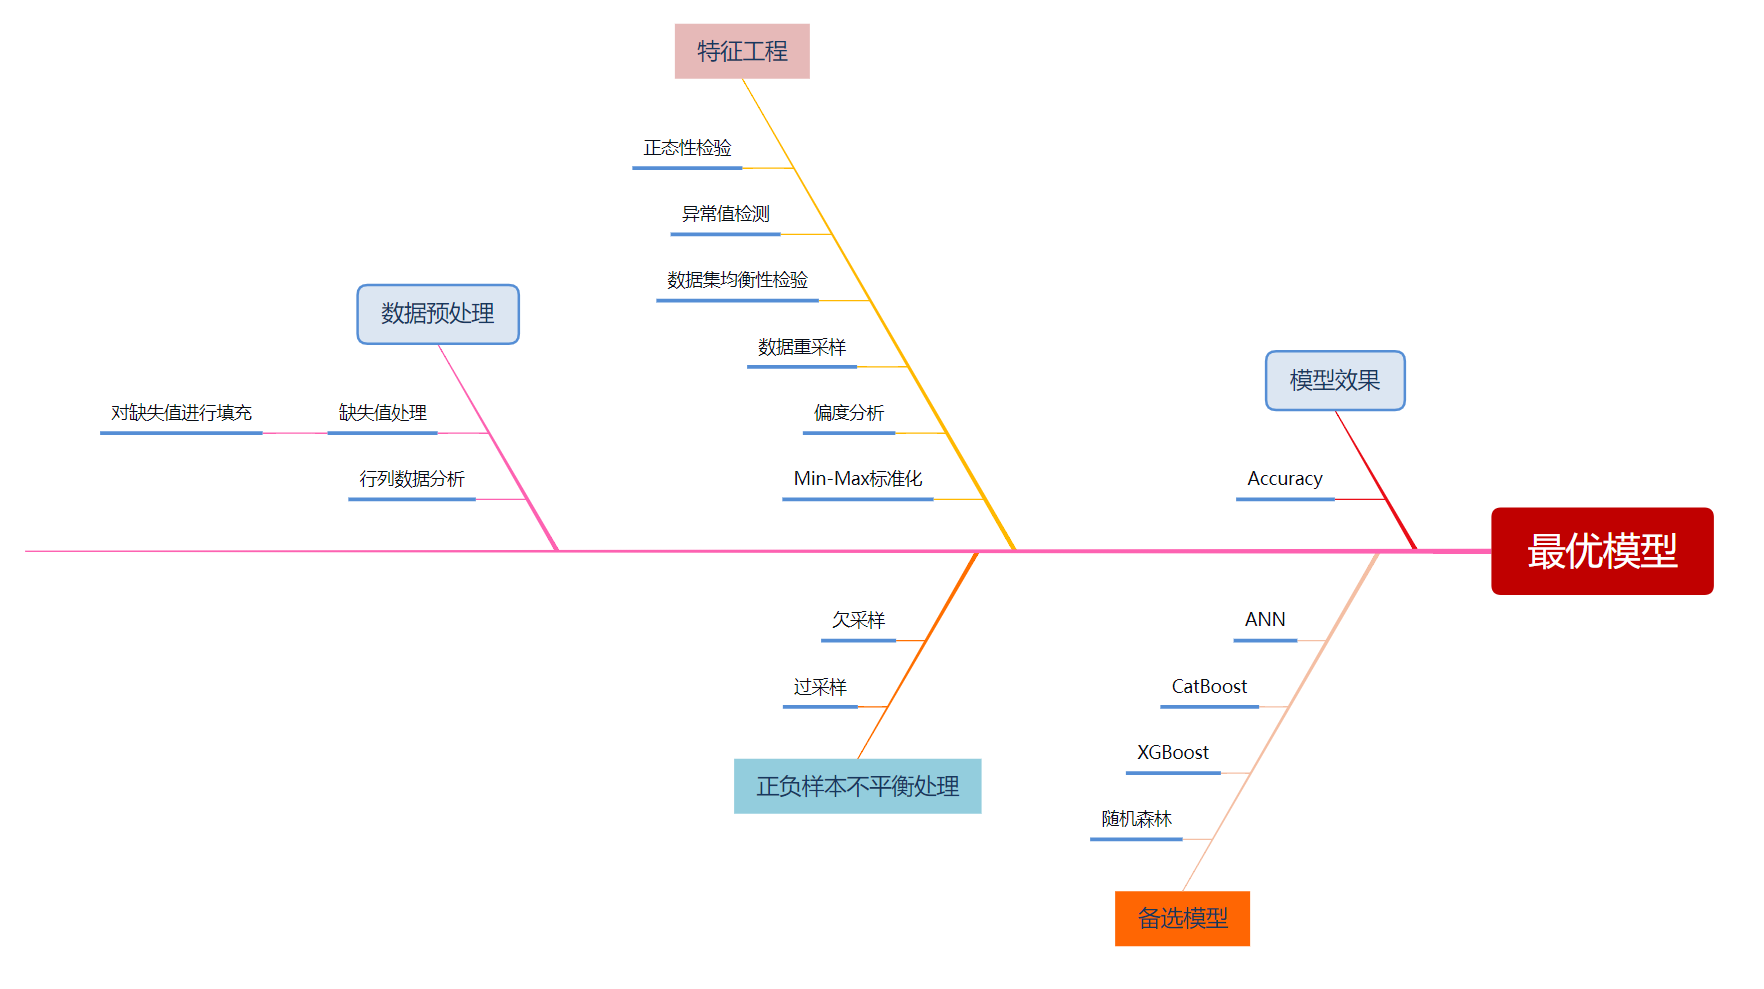 特征工程
正态性检验
异常值检测
数据集均衡性检验
数据重采样
偏度分析
Min-Max标准化
数据预处理
对缺失值进行填充
缺失值处理
行列数据分析
模型效果
Accuracy
最优模型
欠采样
过采样
正负样本不平衡处理
ANN
CatBoost
XGBoost
随机森林
备选模型